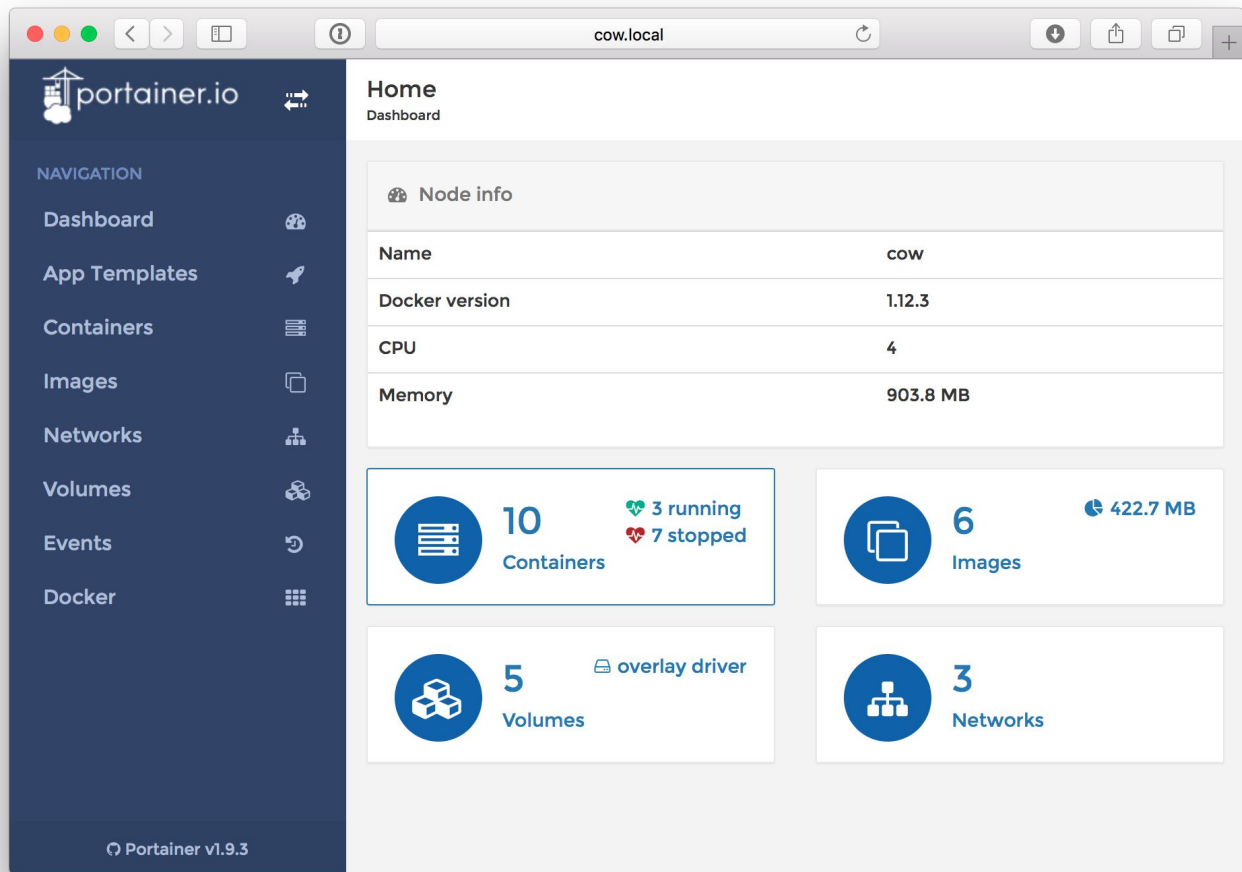 cow.local
portainer.io
NAVIGATION
Dashboard
App Templates
Containers
Images
Networks
Volumes
Events
Docker
Portainer v1.9.3
Home
Dashboard
Node info
Name cow
Docker version 1.12.3
CPU 4
Memory 903.8 MB
10
Containers
3 running
7 stopped
6
Images
422.7 MB
5
Volumes
overlay driver
3
Networks